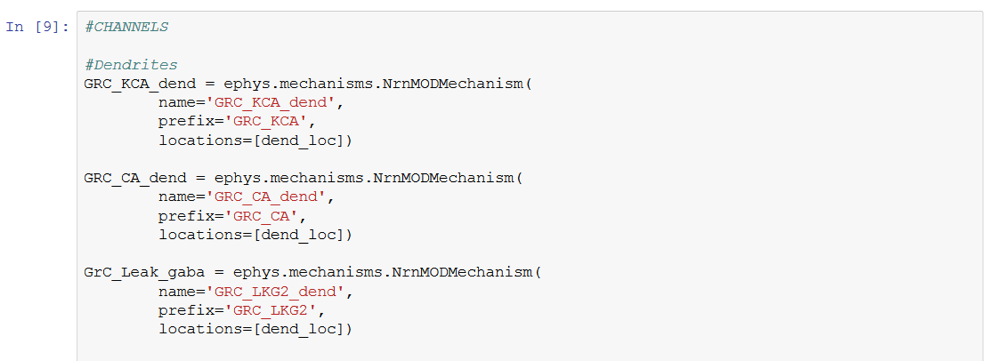 In [9]: #CHANNELS
#Dendrites
GRC_KCA_dend = ephys.mechanisms.NrnMODMechanism(
name='GRC_KCA_dend',
prefix='GRC_KCA',
locations=[dend_loc])
GRC_CA_dend = ephys.mechanisms.NrnMODMechanism(
name='GRC_CA_dend',
prefix='GRC_CA',
locations=[dend_loc])
GrC_Leak_gaba = ephys.mechanisms.NrnMODMechanism(
name='GRC_LKG2_dend',
prefix='GRC_LKG2',
locations=[dend_loc])